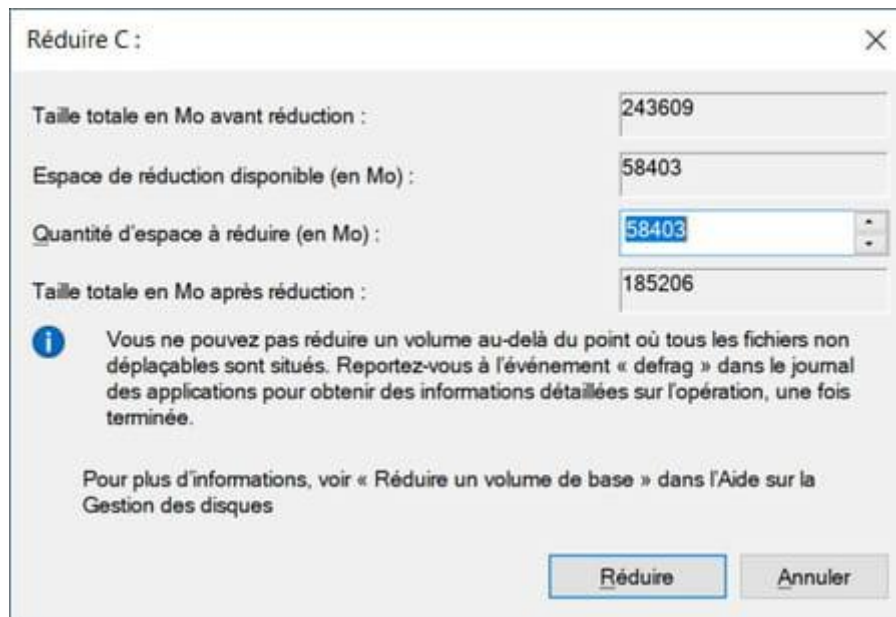 Réduire C :
Taille totale en Mo avant réduction :
243609
Espace de réduction disponible (en Mo) :
58403
Quantité d'espace à réduire (en Mo) :
58403
Taille totale en Mo après réduction :
185206
Vous ne pouvez pas réduire un volume au-delà du point où tous les fichiers non
déplaçables sont situés. Reportez-vous à l'événement « defrag » dans le journal
des applications pour obtenir des informations détaillées sur l'opération, une fois
terminée.
Pour plus d'informations, voir « Réduire un volume de base » dans l'Aide sur la
Gestion des disques
Réduire
Annuler